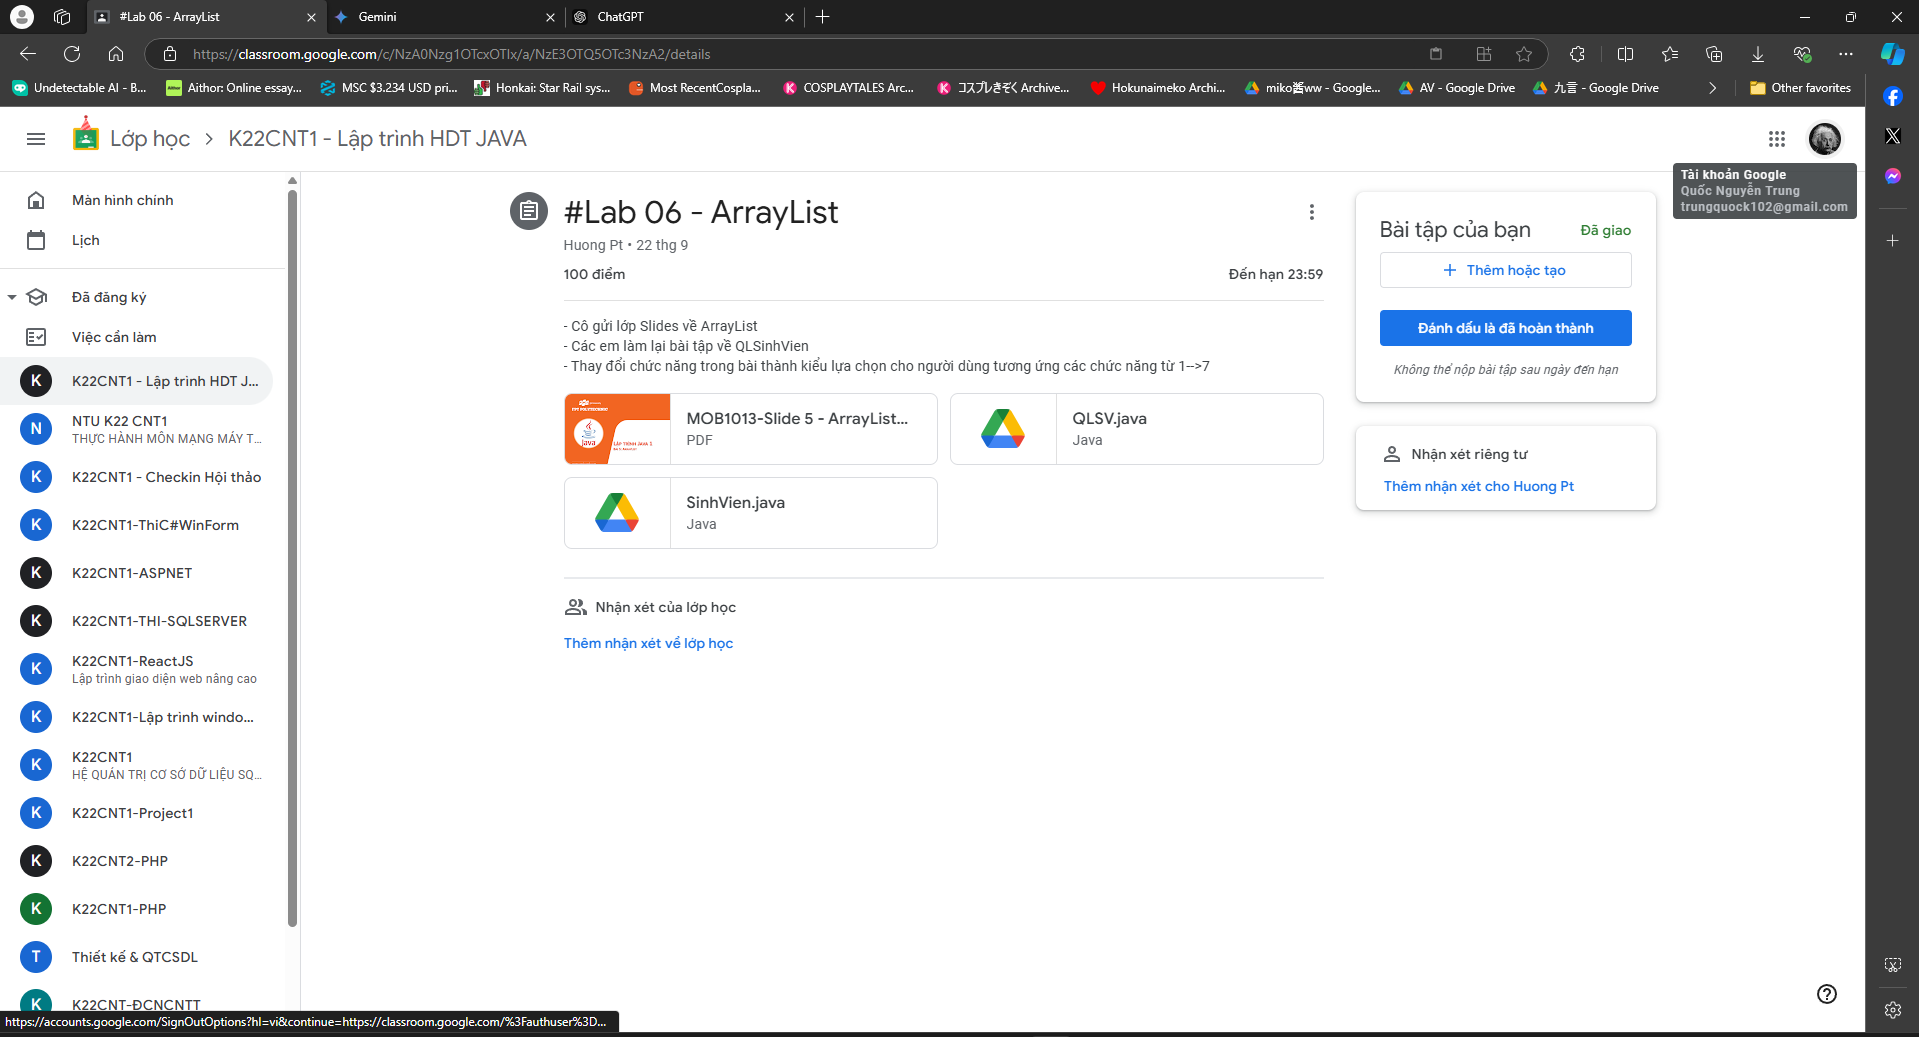 #Lab 06 - ArrayList
Gemini
ChatGPT
https://classroom.google.com/c/NzA0Nzg1OTcxOTIx/a/NzE3OTQ5OTc3NzA2/details
Undetectable AI - B...
Aithor: Online essay...
MSC $3.234 USD pri...
Honkai: Star Rail sys...
Most RecentCospla...
COSPLAYTALES Arc...
コスプレきぞく Archive...
Hokunaimeko Archi...
miko酱ww - Google...
AV - Google Drive
九言 - Google Drive
Other favorites
Lớp học > K22CNT1 - Lập trình HDT JAVA
Tài khoản Google
Quốc Nguyễn Trung
trungquock102@gmail.com
Màn hình chính
Lịch
Đã đăng ký
Việc cần làm
K K22CNT1 - Lập trình HDT J...
N NTU K22 CNT1
THỰC HÀNH MÔN MẠNG MÁY T...
K K22CNT1 - Checkin Hội thảo
K K22CNT1-ThiC#WinForm
K K22CNT1-ASPNET
K K22CNT1-THI-SQLSERVER
K K22CNT1-ReactJS
Lập trình giao diện web nâng cao
K K22CNT1-Lập trình windo...
K K22CNT1
HỆ QUẢN TRỊ CƠ SỞ DỮ LIỆU SQ...
K K22CNT1-Project1
K K22CNT2-PHP
K K22CNT1-PHP
T Thiết kế & QTCSDL
K K22CNT-ĐCNCNTT
https://accounts.google.com/SignOutOptions?hl=vi&continue=https://classroom.google.com/%3Fauthuser%3D...
#Lab 06 - ArrayList
Huong Pt • 22 thg 9
100 điểm
Đến hạn 23:59
- Cô gửi lớp Slides về ArrayList
- Các em làm lại bài tập về QLSinhVien
- Thay đổi chức năng trong bài thành kiểu lựa chọn cho người dùng tương ứng các chức năng từ 1-->7
FPT POLYTECHNIC
Java
LẬP TRÌNH JAVA 2
MOB1013-Slide 5 - ArrayList...
PDF
QLSV.java
Java
SinhVien.java
Java
Nhận xét của lớp học
Thêm nhận xét về lớp học
Bài tập của bạn
Đã giao
+ Thêm hoặc tạo
Đánh dấu là đã hoàn thành
Không thể nộp bài tập sau ngày đến hạn
Nhận xét riêng tư
Thêm nhận xét cho Huong Pt